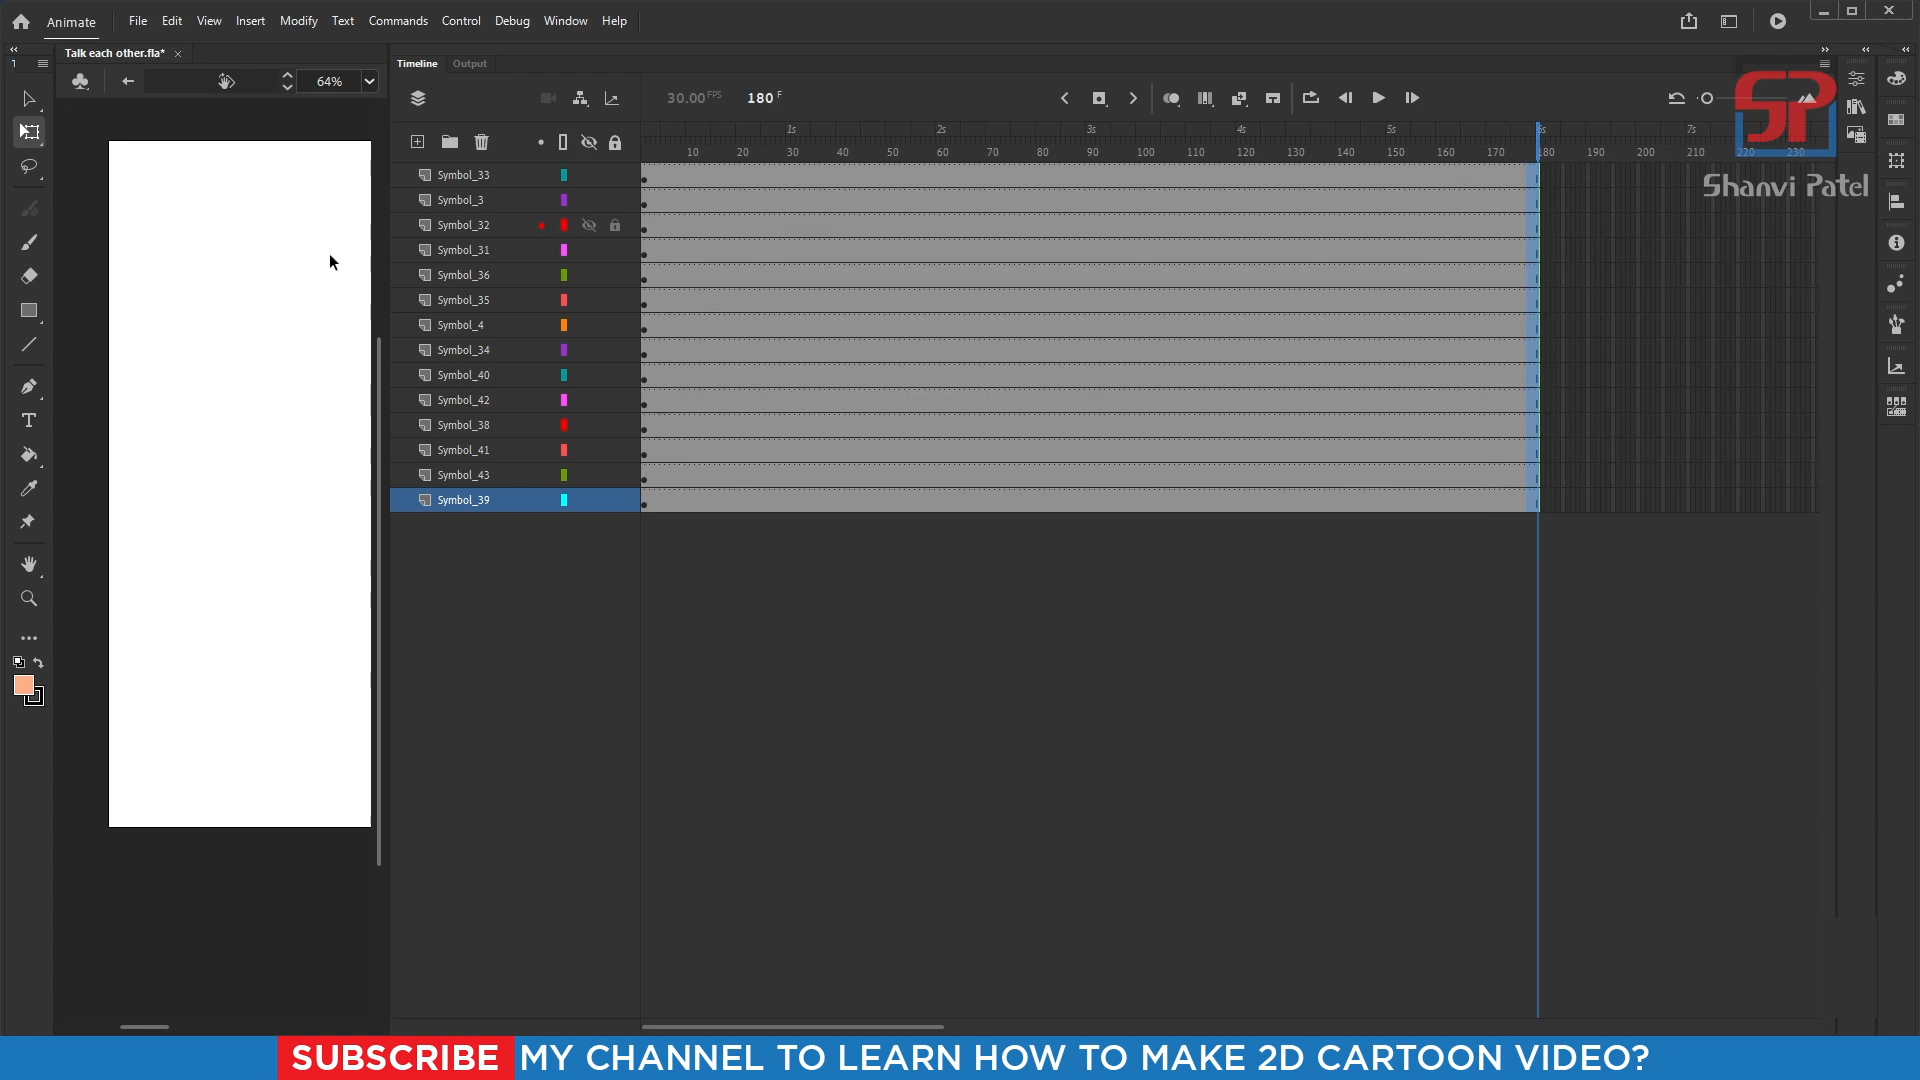 Animate
File Edit View Insert Modify Text Commands Control Debug Window Help
Talk each other.fla*
64%
Timeline Output
30.00 FPS 180 F
1s 2s 3s 4s 5s 6s 7s
10 20 30 40 50 60 70 80 90 100 110 120 130 140 150 160 170 180 190 200 210 220 230
SP
Shanvi Patel
Symbol_33
Symbol_3
Symbol_32
Symbol_31
Symbol_36
Symbol_35
Symbol_4
Symbol_34
Symbol_40
Symbol_42
Symbol_38
Symbol_41
Symbol_43
Symbol_39
SUBSCRIBE MY CHANNEL TO LEARN HOW TO MAKE 2D CARTOON VIDEO?